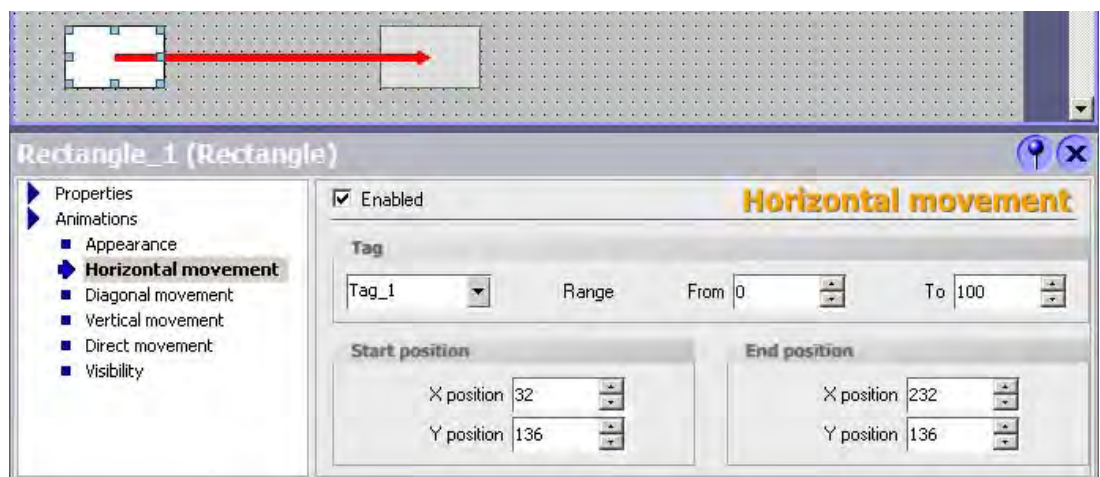 Rectangle_1 (Rectangle)
Properties
Animations
Appearance
Horizontal movement
Diagonal movement
Vertical movement
Direct movement
Visibility
Enabled
Horizontal movement
Tag
Tag_1 Range From 0 To 100
Start position
X position 32
Y position 136
End position
X position 232
Y position 136